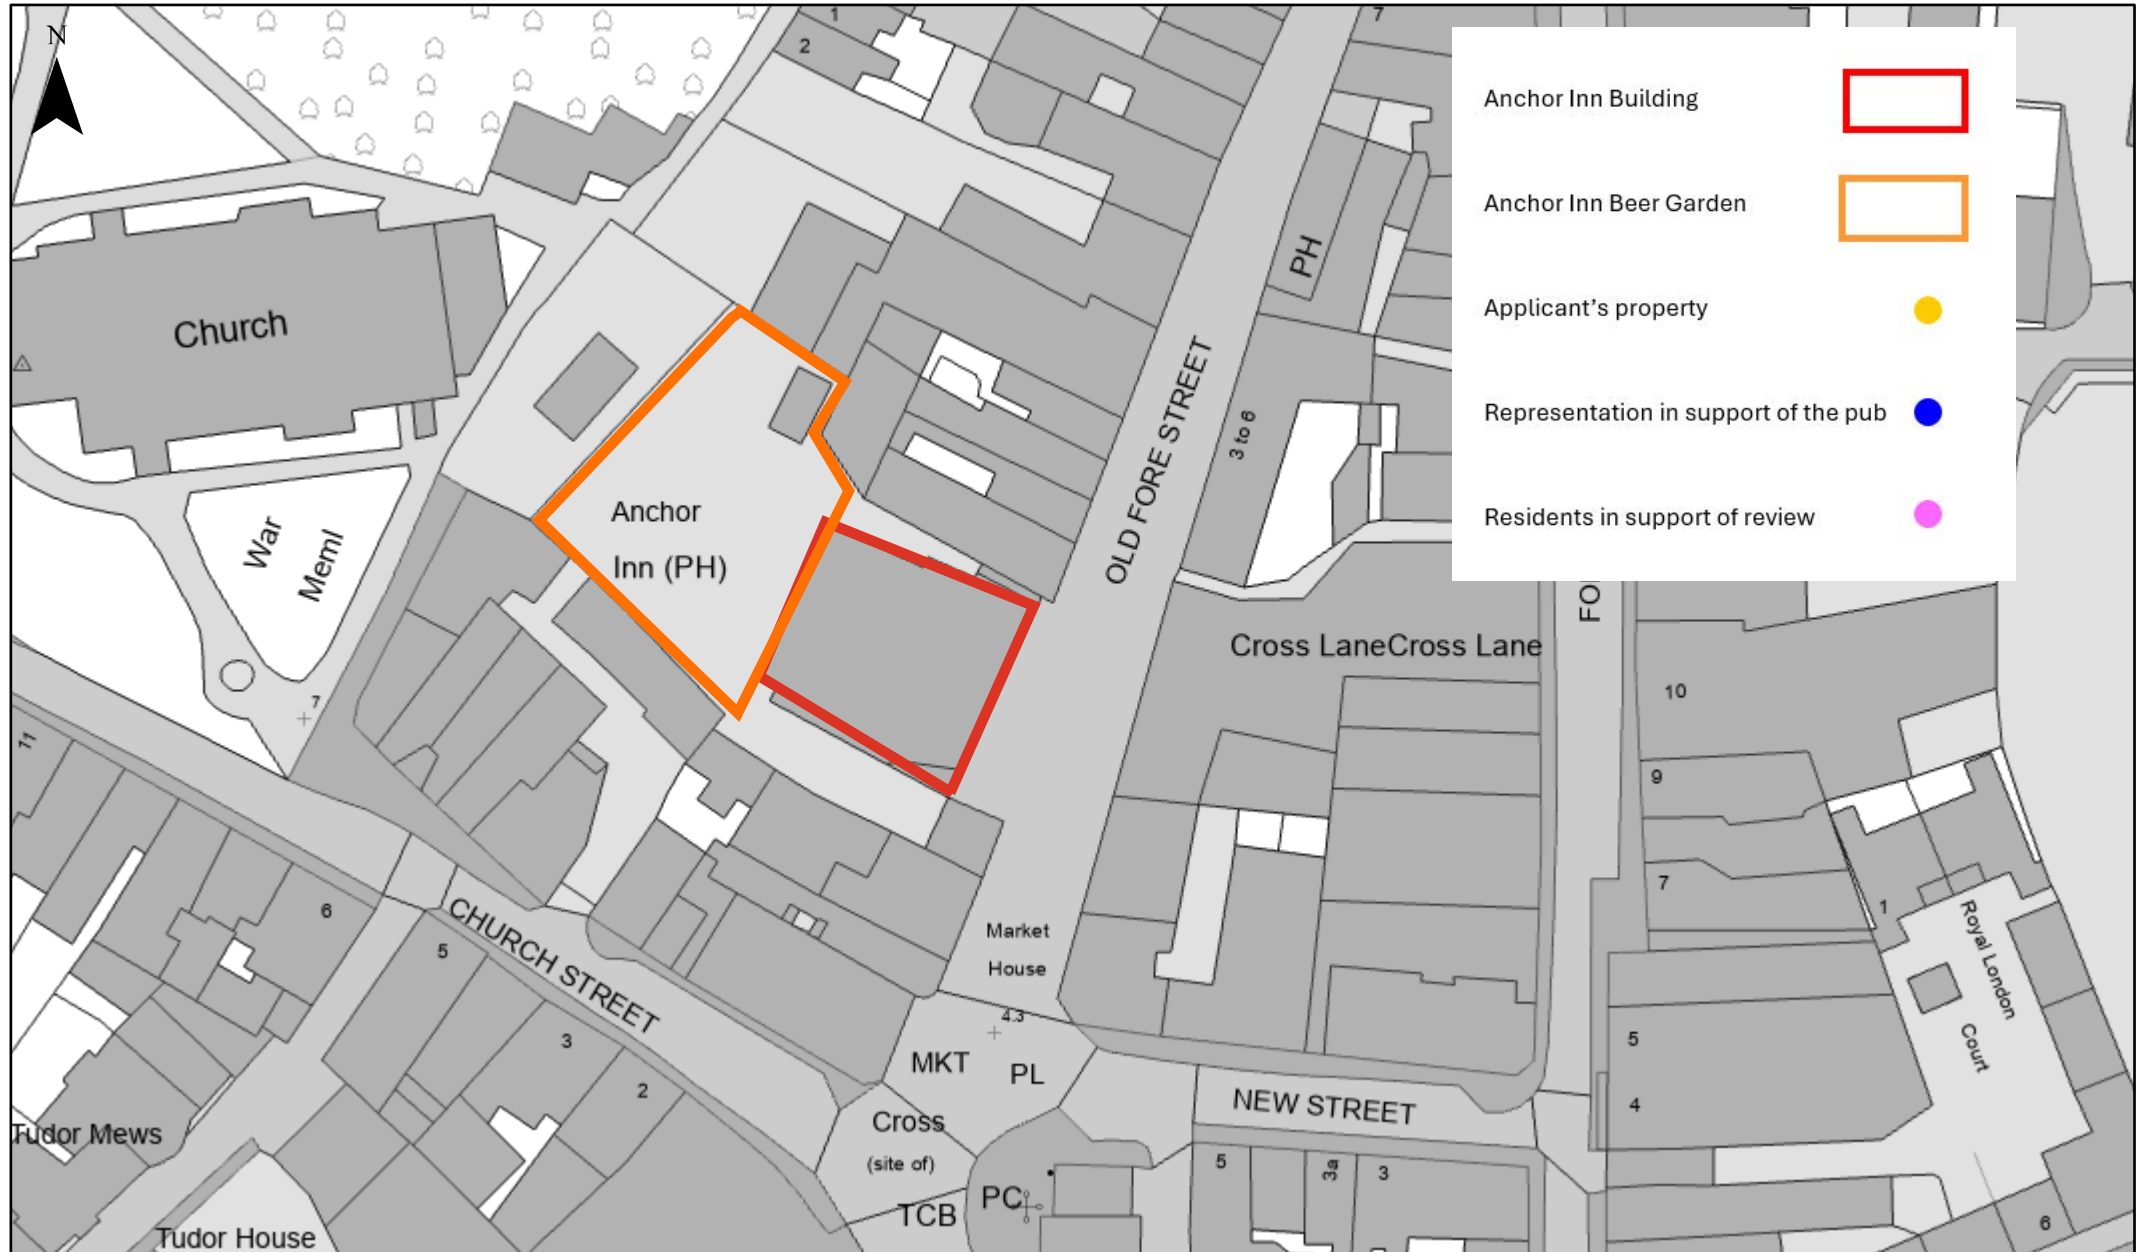 N
1
2
7
Anchor Inn Building
Anchor Inn Beer Garden
Applicant's property
Representation in support of the pub
Residents in support of review
PH
Church
OLD FORE STREET
3 to 6
Anchor
Inn (PH)
War
Meml
FO
Cross LaneCross Lane
10
7
11
9
7
1
6
5
CHURCH STREET
Market
House
Royal London
Court
4.3
3
MKT
PL
5
2
4
NEW STREET
Cross
(site of)
Tudor Mews
5
3a
3
PC
TCB
6
Tudor House